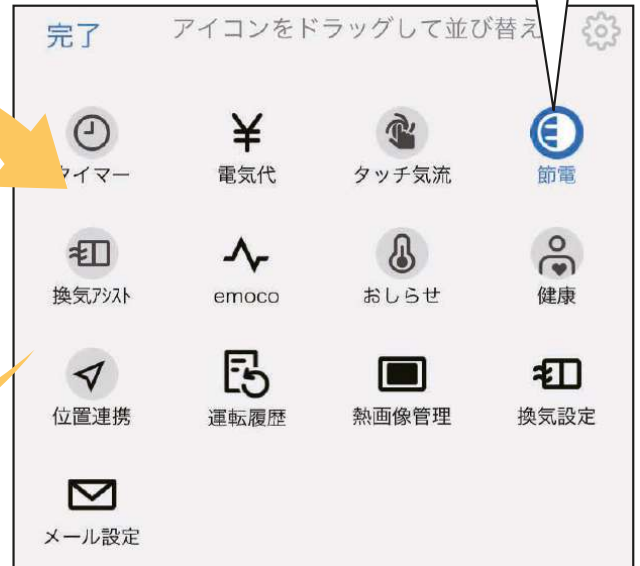 完了 アイコンをドラッグして並び替え
タイマー 電気代 タッチ気流 節電
換気アシスト emoco おしらせ 健康
位置連携 運転履歴 熱画像管理 換気設定
メール設定